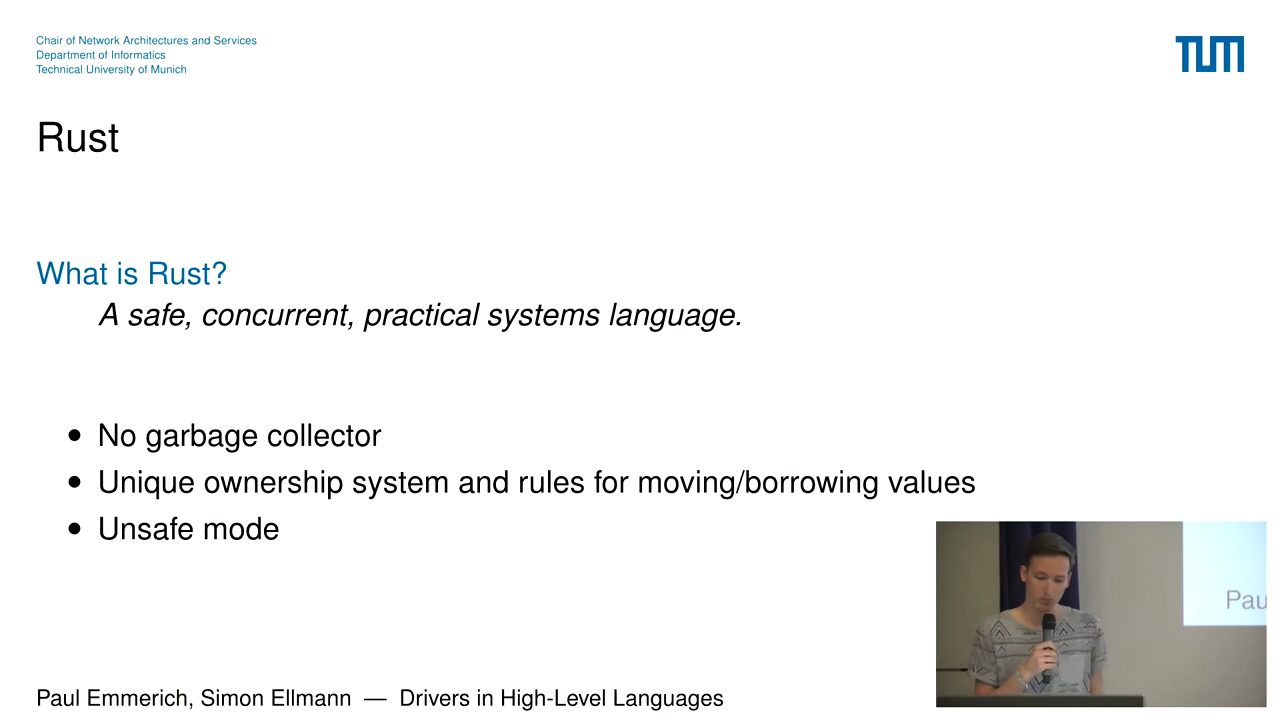 Chair of Network Architectures and Services
Department of Informatics
Technical University of Munich
TUM
Rust
What is Rust?
A safe, concurrent, practical systems language.
• No garbage collector
• Unique ownership system and rules for moving/borrowing values
• Unsafe mode
Pau
Paul Emmerich, Simon Ellmann — Drivers in High-Level Languages